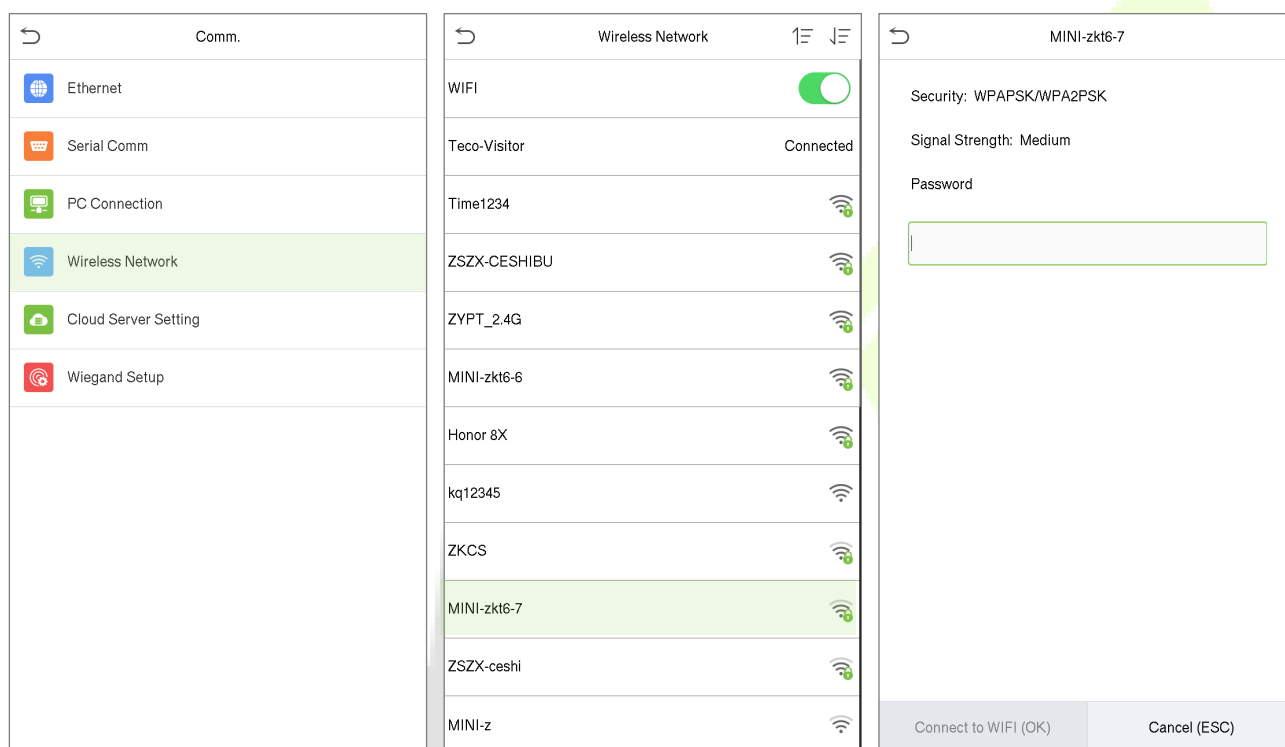 Comm.
Ethernet
Serial Comm
PC Connection
Wireless Network
Cloud Server Setting
Wiegand Setup
Wireless Network
WIFI
Teco-Visitor Connected
Time1234
ZSZX-CESHIBU
ZYPT_2.4G
MINI-zkt6-6
Honor 8X
kq12345
ZKCS
MINI-zkt6-7
ZSZX-ceshi
MINI-z
MINI-zkt6-7
Security: WPAPSK/WPA2PSK
Signal Strength: Medium
Password
Connect to WIFI (OK) Cancel (ESC)